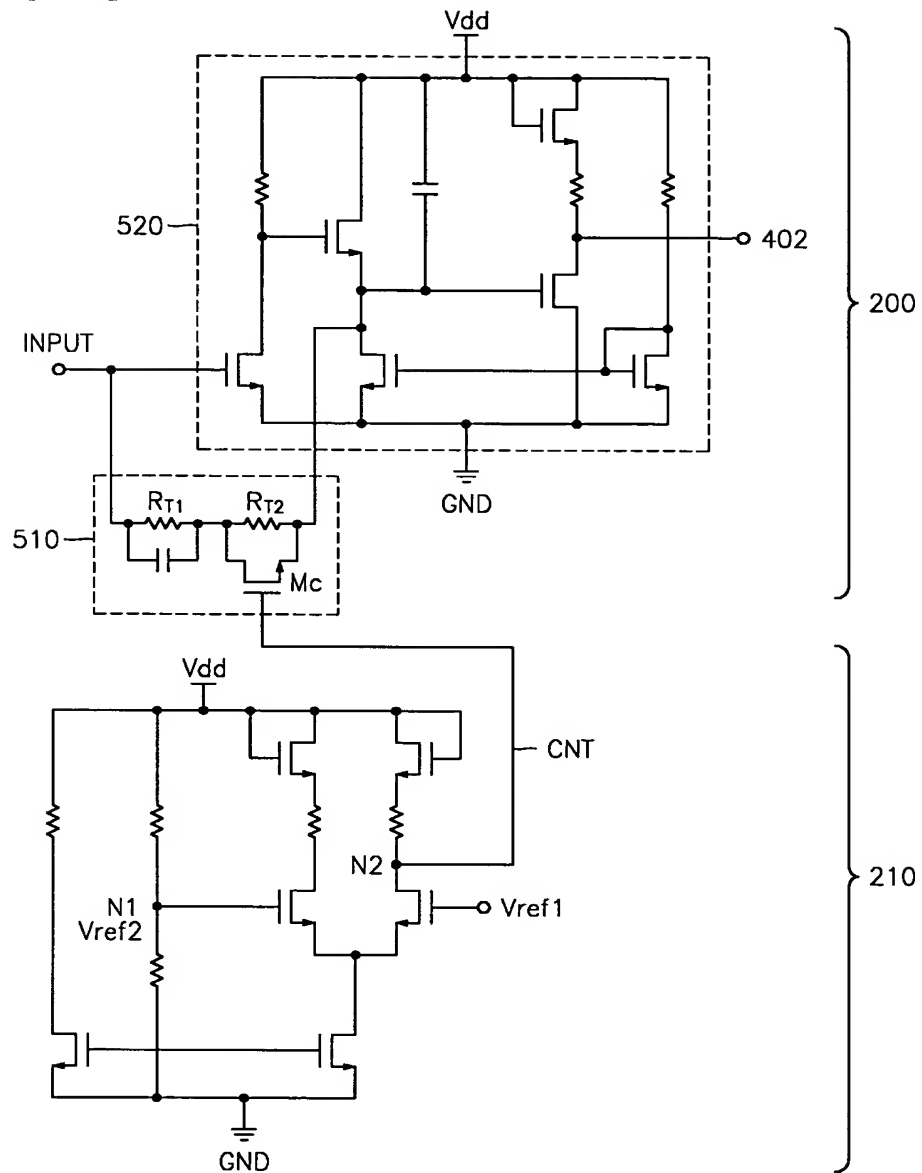 Vdd
520
402
200
INPUT
GND
RT1
RT2
510
Mc
Vdd
CNT
N2
210
N1
Vref2
Vref1
GND